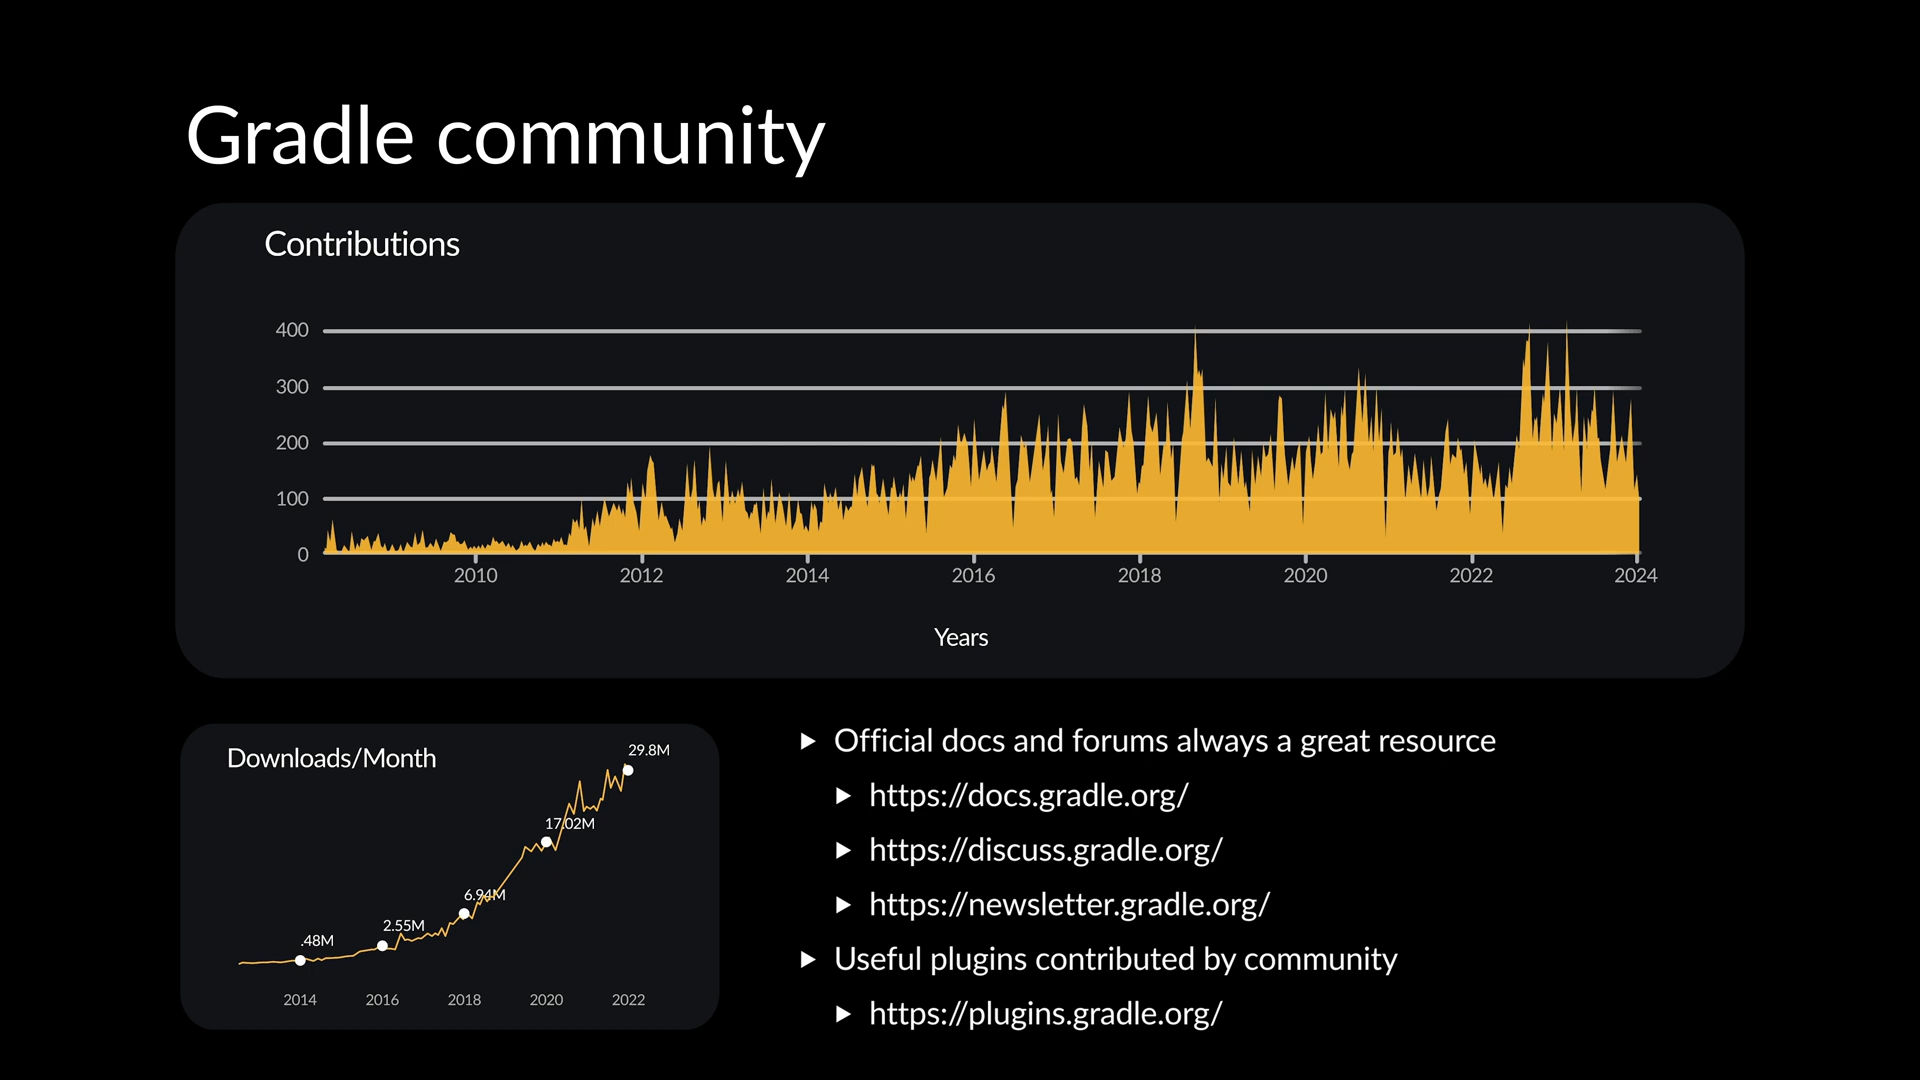 Gradle community
Contributions
400
300
200
100
0
2010 2012 2014 2016 2018 2020 2022 2024
Years
Downloads/Month
29.8M
17.02M
6.94M
2.55M
.48M
2014 2016 2018 2020 2022
Official docs and forums always a great resource
https://docs.gradle.org/
https://discuss.gradle.org/
https://newsletter.gradle.org/
Useful plugins contributed by community
https://plugins.gradle.org/